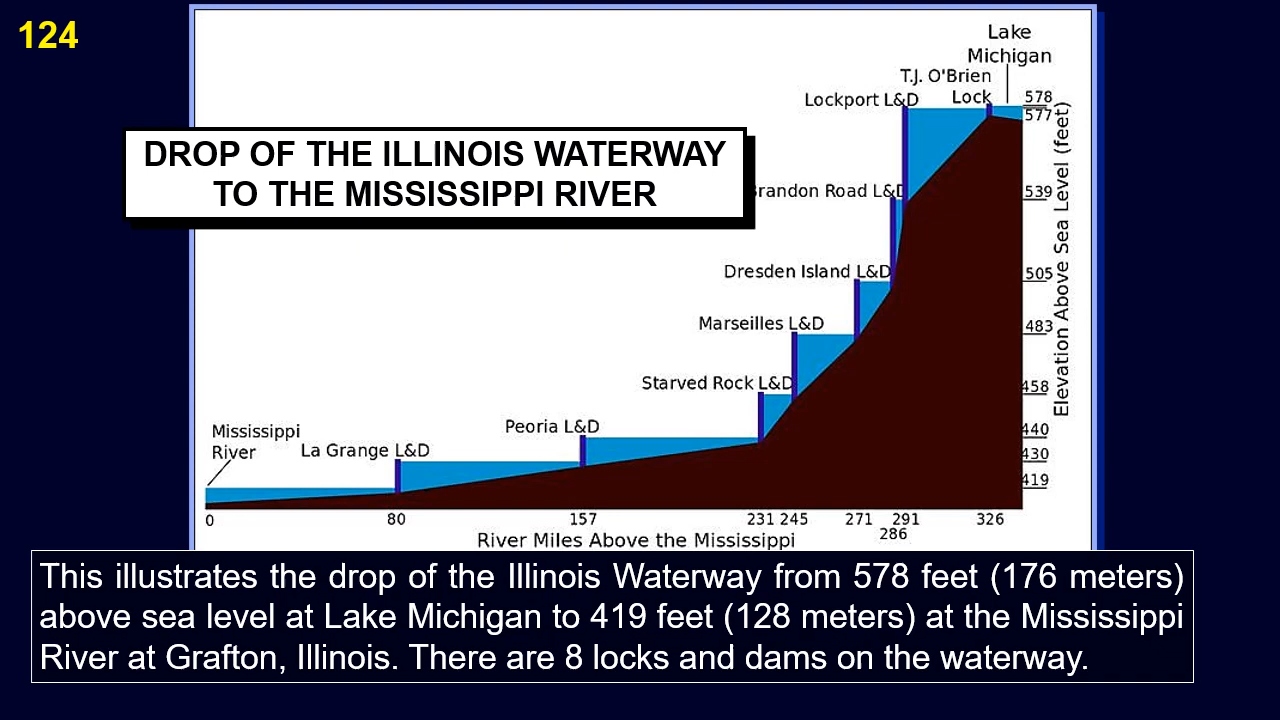 124
Lake
Michigan
T.J. O'Brien
Lock
Lockport L&D
578
577
DROP OF THE ILLINOIS WATERWAY
TO THE MISSISSIPPI RIVER
Brandon Road L&D
539
Dresden Island L&D
505
Marseilles L&D
483
Starved Rock L&D
458
Peoria L&D
440
Mississippi
River
La Grange L&D
430
419
Elevation Above Sea Level (feet)
0 80 157 231 245 271 291 326
286
River Miles Above the Mississippi
This illustrates the drop of the Illinois Waterway from 578 feet (176 meters)
above sea level at Lake Michigan to 419 feet (128 meters) at the Mississippi
River at Grafton, Illinois. There are 8 locks and dams on the waterway.